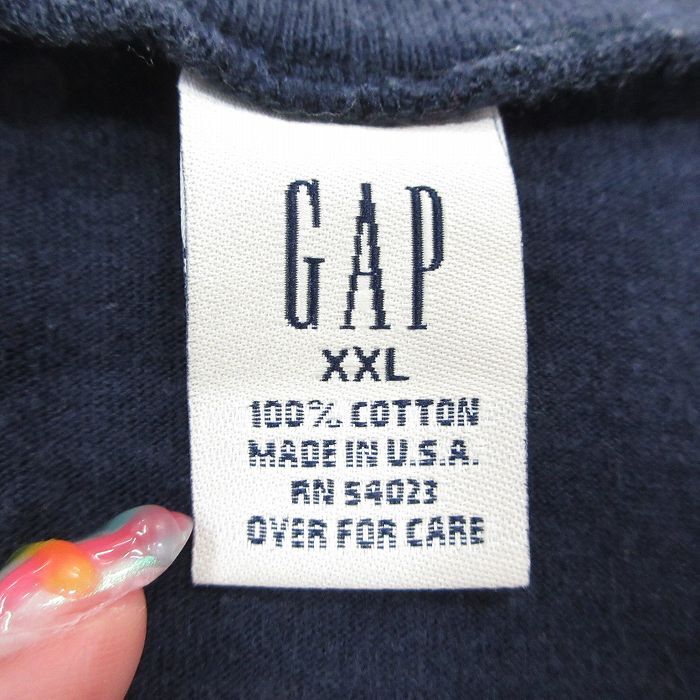 GAP
XXL
100% COTTON
MADE IN U.S.A.
RN 54023
OVER FOR CARE